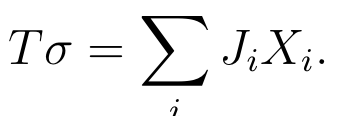 Tσ = ∑_i J_i X_i.